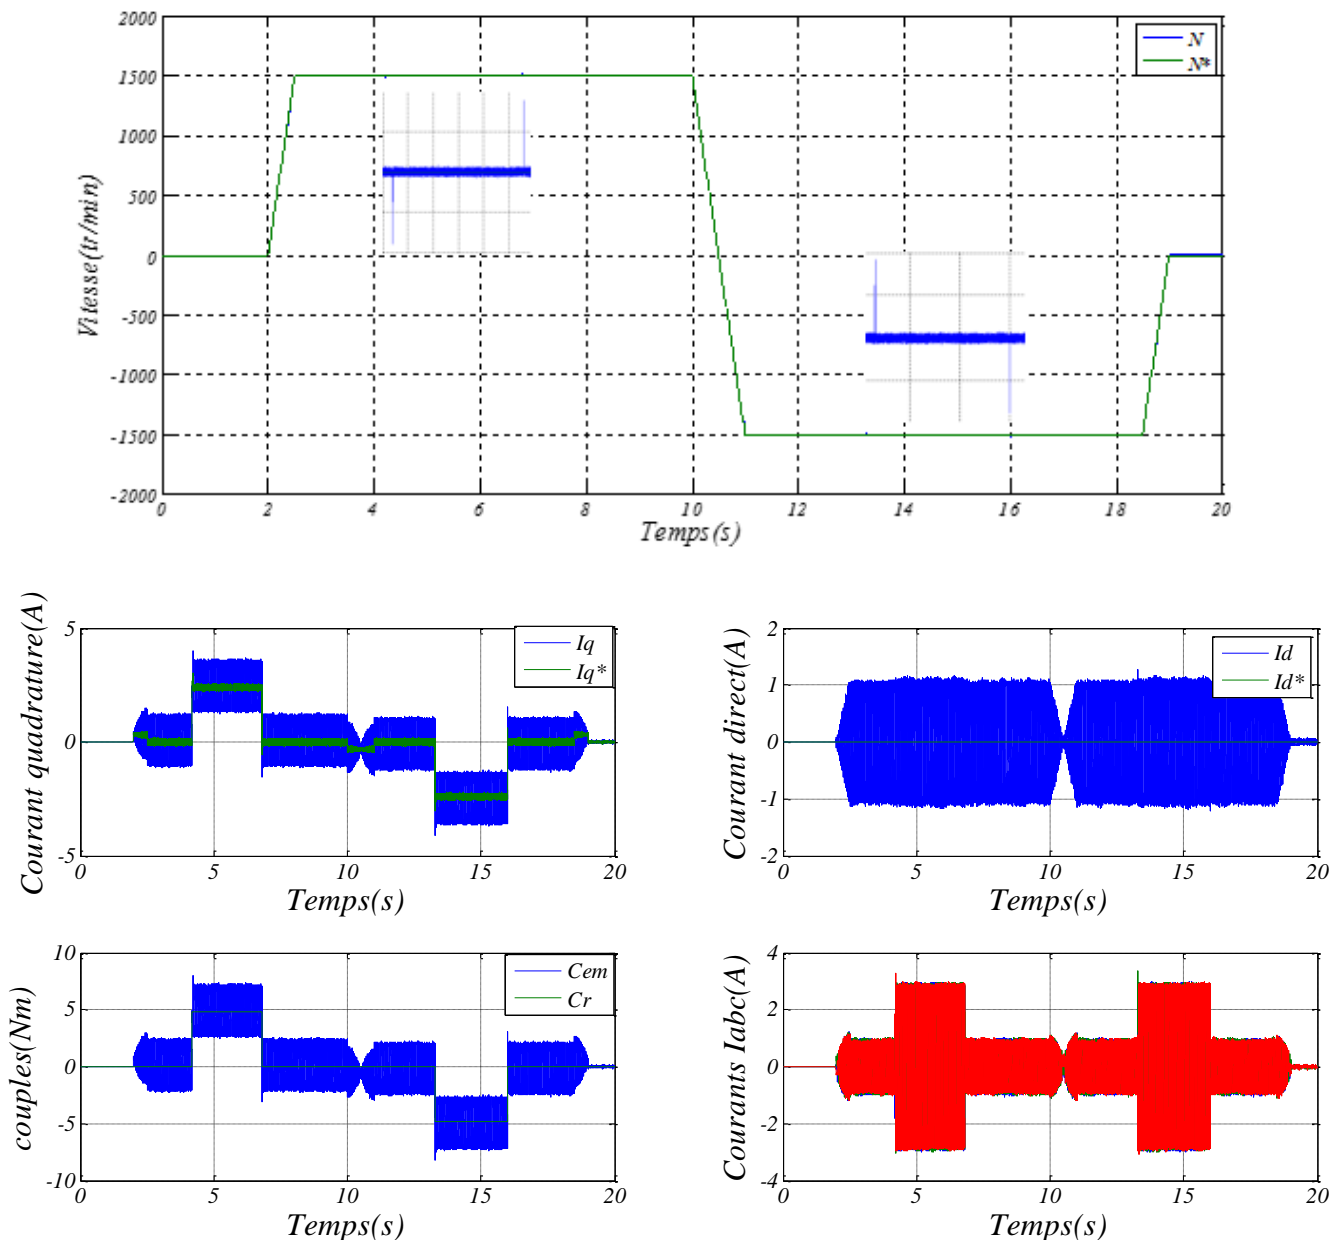 2000
1500
1000
500
0
-500
-1000
-1500
-2000
Vitesse(tr/min)
N
N*
0 2 4 6 8 10 12 14 16 18 20
Temps(s)
Courant quadrature(A)
5
0
-5
Iq
Iq*
0 5 10 15 20
Temps(s)
Courant direct(A)
2
1
0
-1
-2
Id
Id*
0 5 10 15 20
Temps(s)
couples(Nm)
10
5
0
-5
-10
Cem
Cr
0 5 10 15 20
Temps(s)
Courants Iabc(A)
4
2
0
-2
-4
0 5 10 15 20
Temps(s)